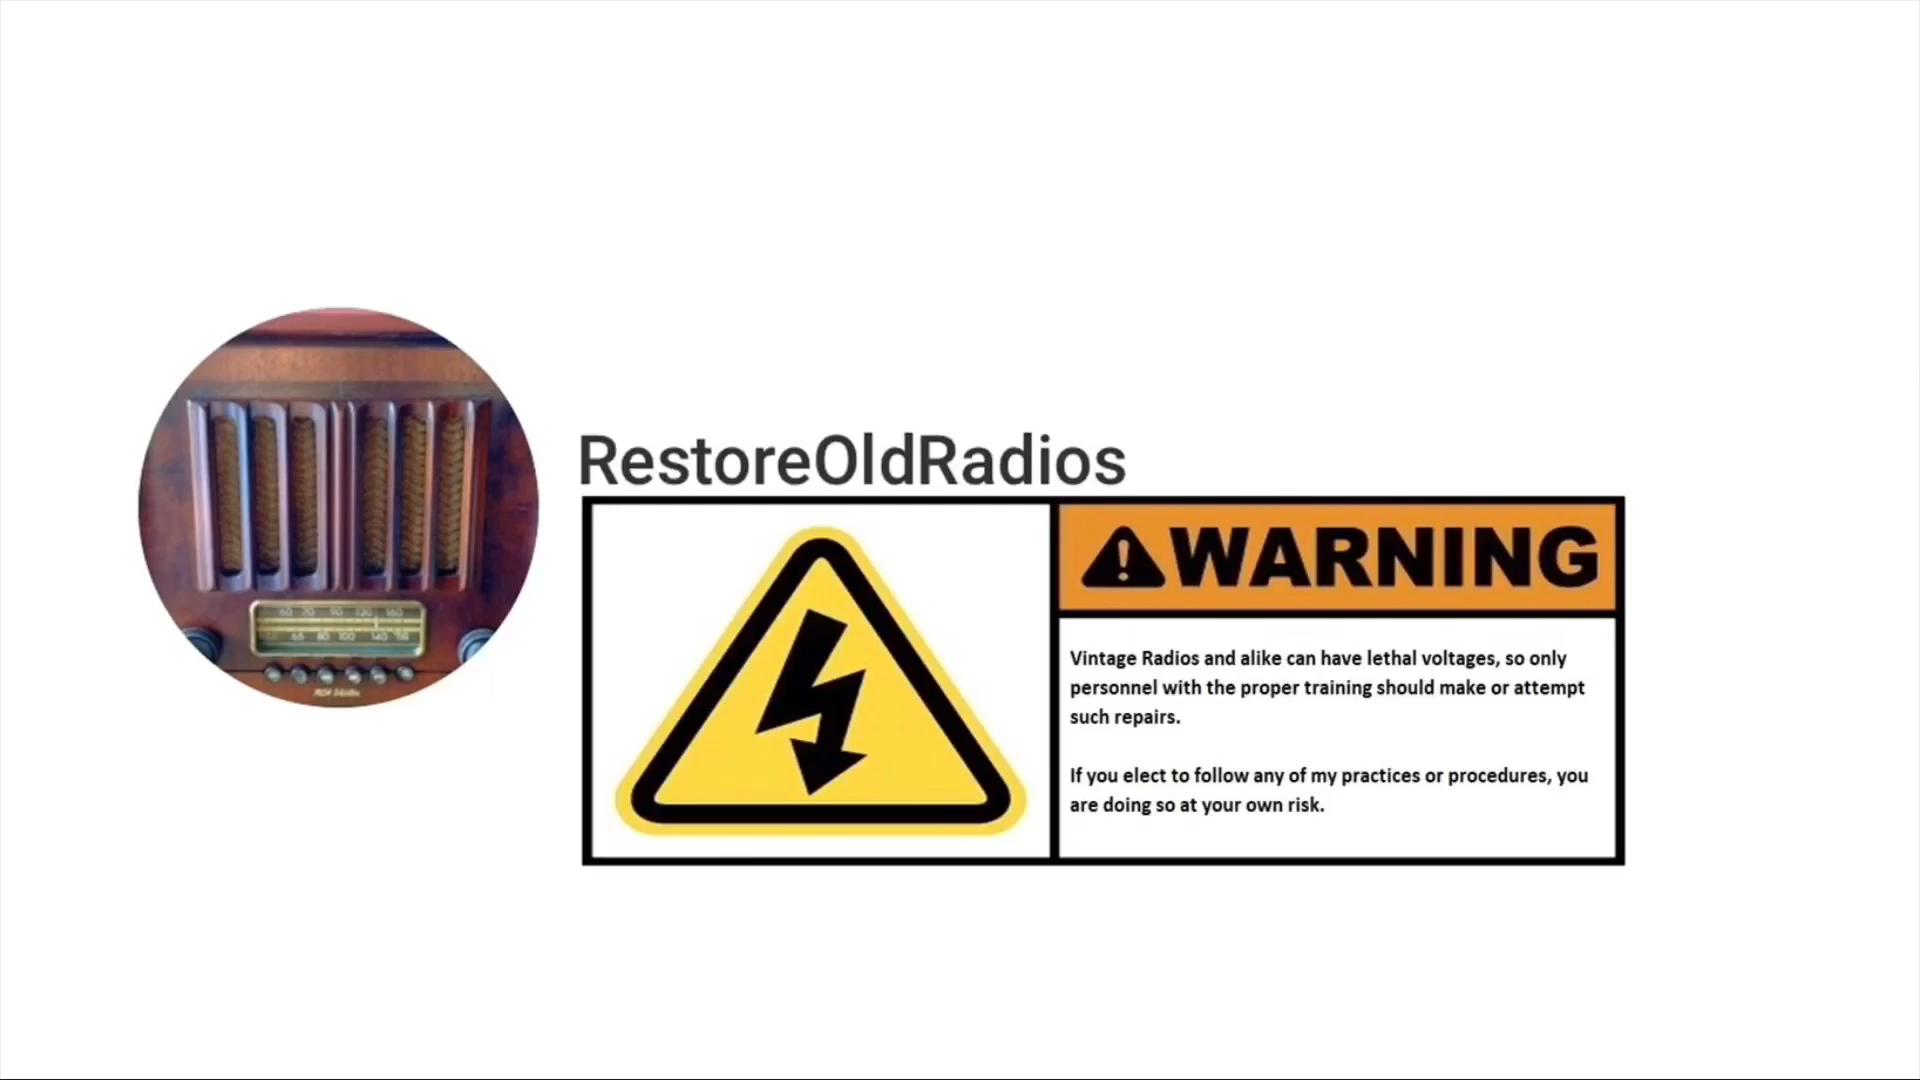 RestoreOldRadios
WARNING
Vintage Radios and alike can have lethal voltages, so only
personnel with the proper training should make or attempt
such repairs.
If you elect to follow any of my practices or procedures, you
are doing so at your own risk.